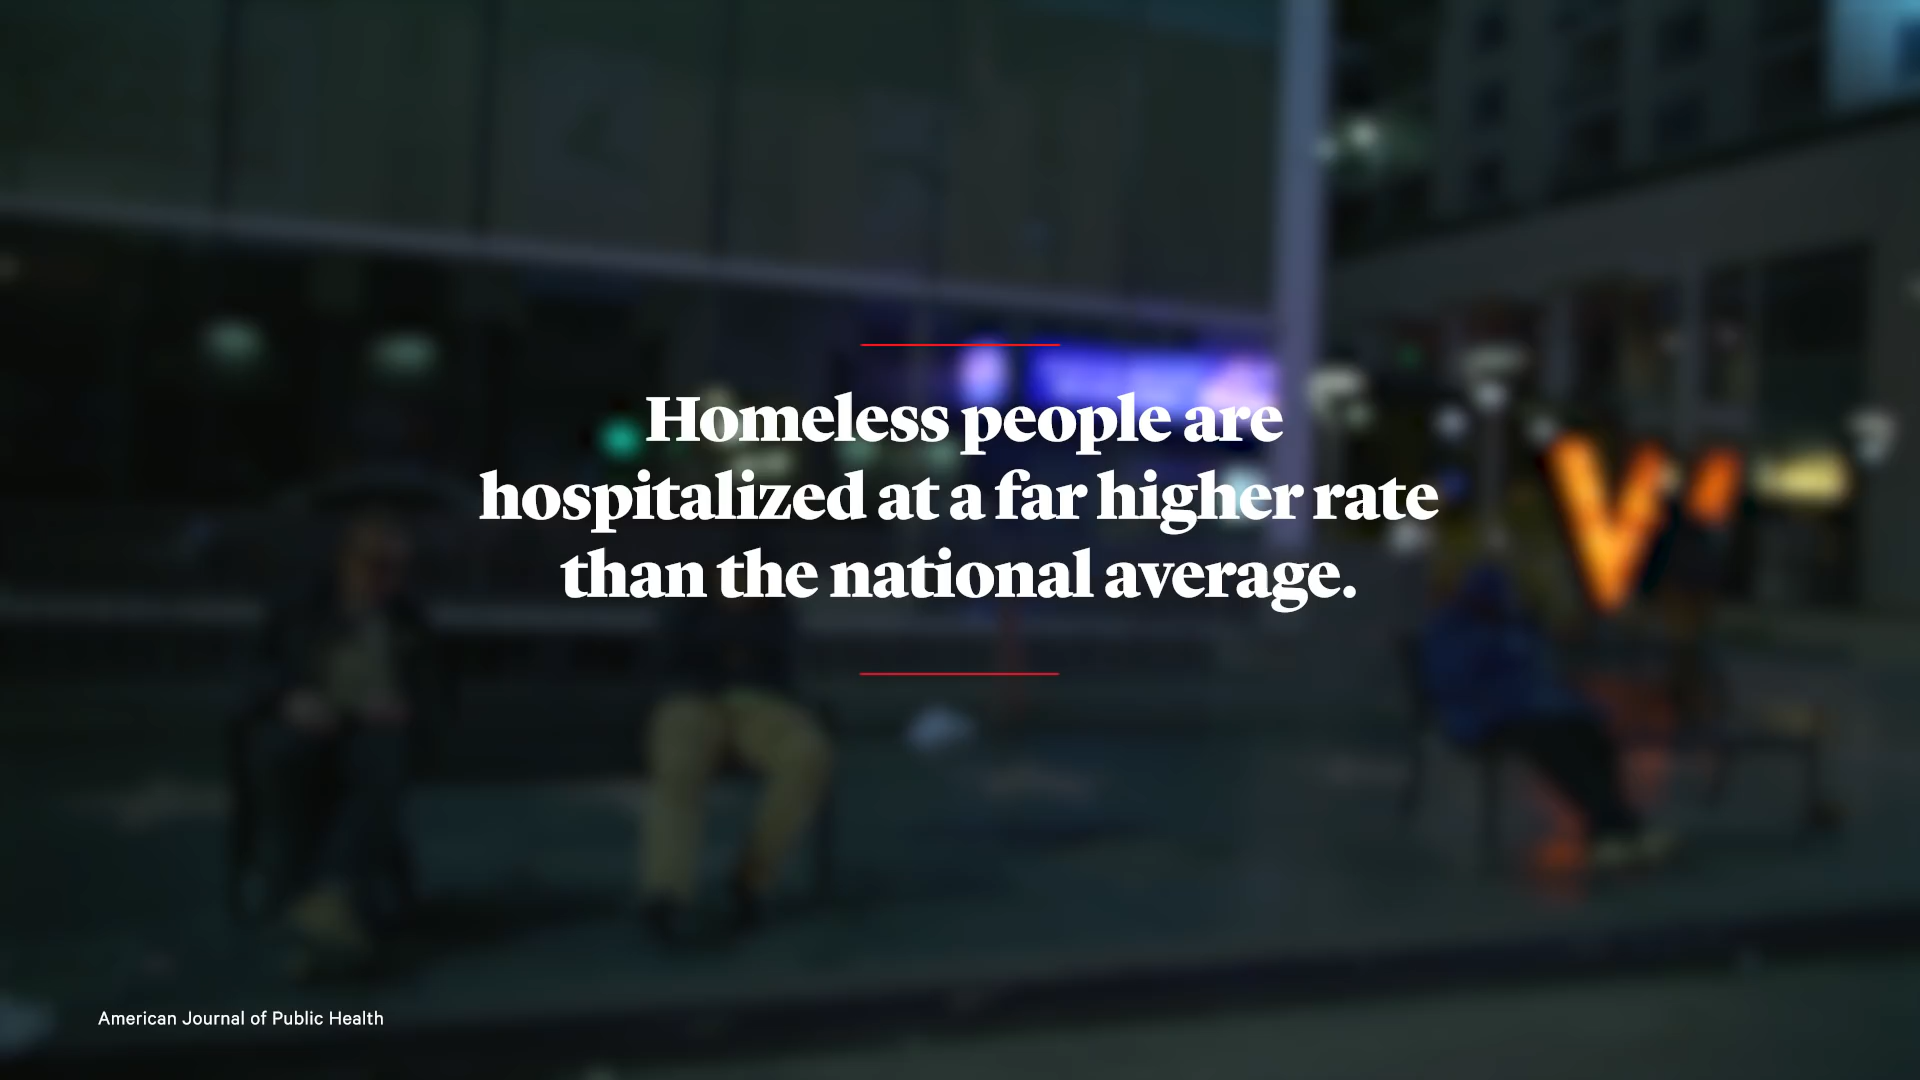 Homeless people are
hospitalized at a far higher rate
than the national average.
American Journal of Public Health